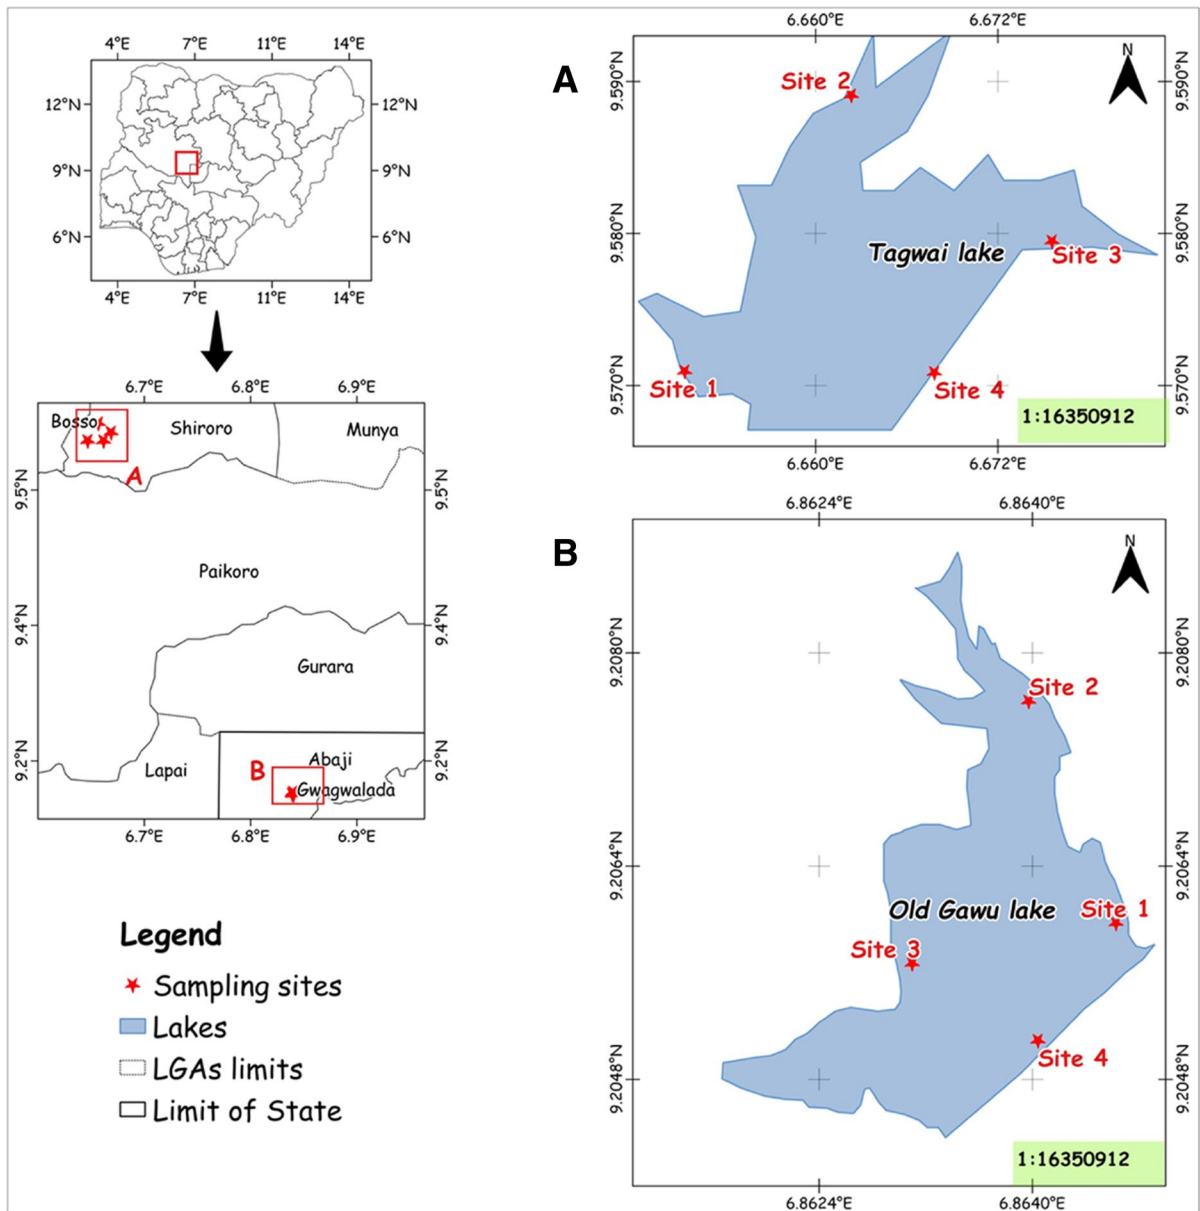 4°E 7°E 11°E 14°E
12°N 12°N
9°N 9°N
6°N 6°N
4°E 7°E 11°E 14°E
6.7°E 6.8°E 6.9°E
Bosso Shiroro Munya
A
9.5°N 9.5°N
Paikoro
9.4°N 9.4°N
Gurara
9.2°N 9.2°N
Lapai B Abaji
Gwagwalada
6.7°E 6.8°E 6.9°E
Legend
Sampling sites
Lakes
LGAs limits
Limit of State
A
6.660°E 6.672°E
N
9.590°N Site 2 9.590°N
9.580°N Tagwai lake Site 3 9.580°N
9.570°N Site 1 Site 4 9.570°N
1:16350912
6.660°E 6.672°E
B
6.8624°E 6.8640°E
N
9.2080°N 9.2080°N
Site 2
9.2064°N 9.2064°N
Old Gawu lake Site 1
Site 3
Site 4
9.2048°N 9.2048°N
1:16350912
6.8624°E 6.8640°E